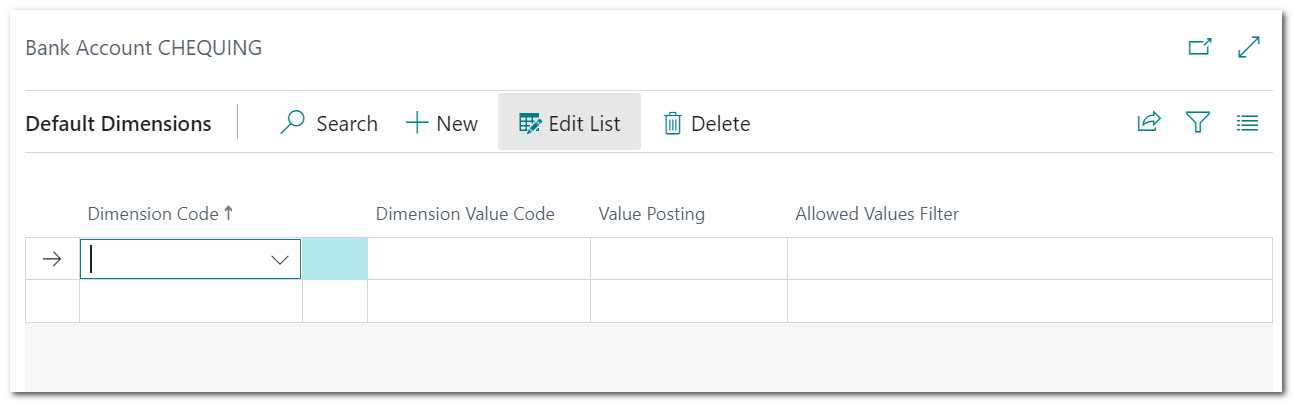 Bank Account CHEQUING
Default Dimensions Search New Edit List Delete
Dimension Code Dimension Value Code Value Posting Allowed Values Filter